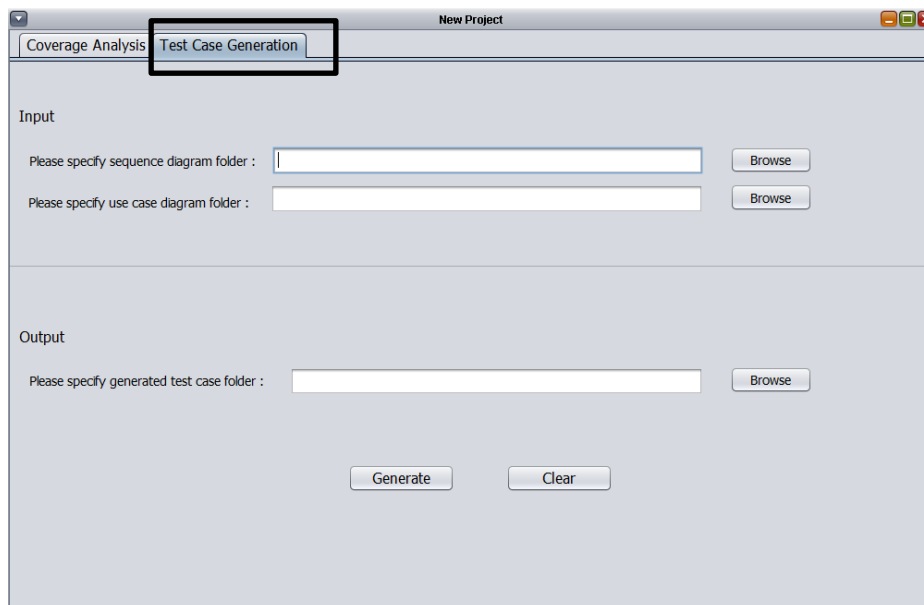 New Project
Coverage Analysis Test Case Generation
Input
Please specify sequence diagram folder : Browse
Please specify use case diagram folder : Browse
Output
Please specify generated test case folder : Browse
Generate Clear